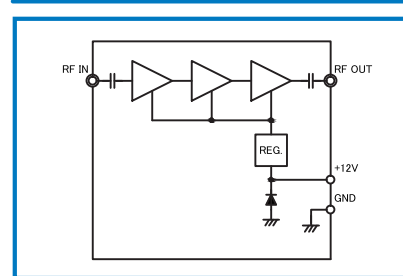 RF IN
RF OUT
REG.
+12V
GND